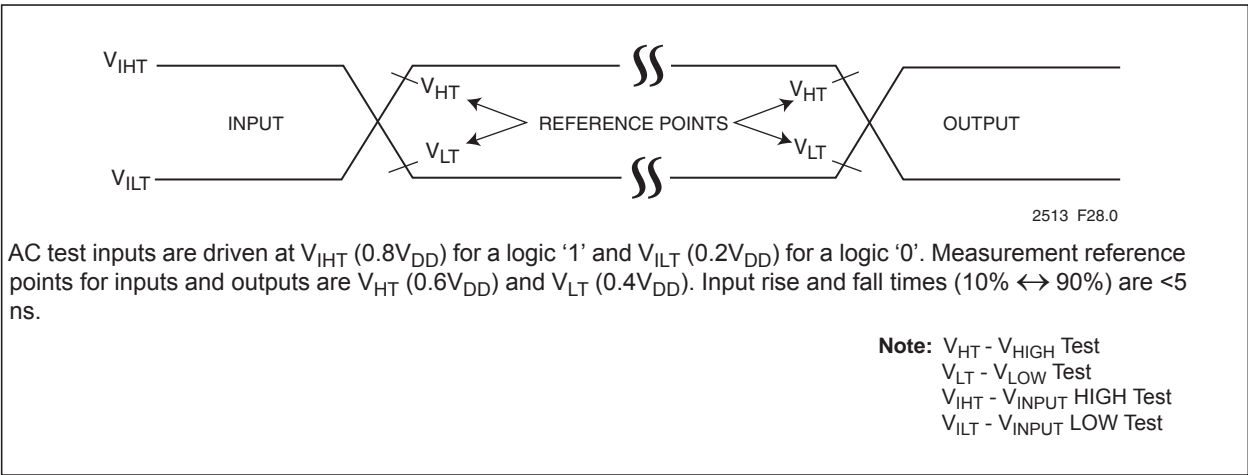 VIHT
VHT
VHT
INPUT
REFERENCE POINTS
OUTPUT
VLT
VLT
VILT
2513 F28.0
AC test inputs are driven at VIHT (0.8VDD) for a logic ‘1’ and VILT (0.2VDD) for a logic ‘0’. Measurement reference
points for inputs and outputs are VHT (0.6VDD) and VLT (0.4VDD). Input rise and fall times (10% ↔ 90%) are <5
ns.
Note: VHT - VHIGH Test
VLT - VLOW Test
VIHT - VINPUT HIGH Test
VILT - VINPUT LOW Test